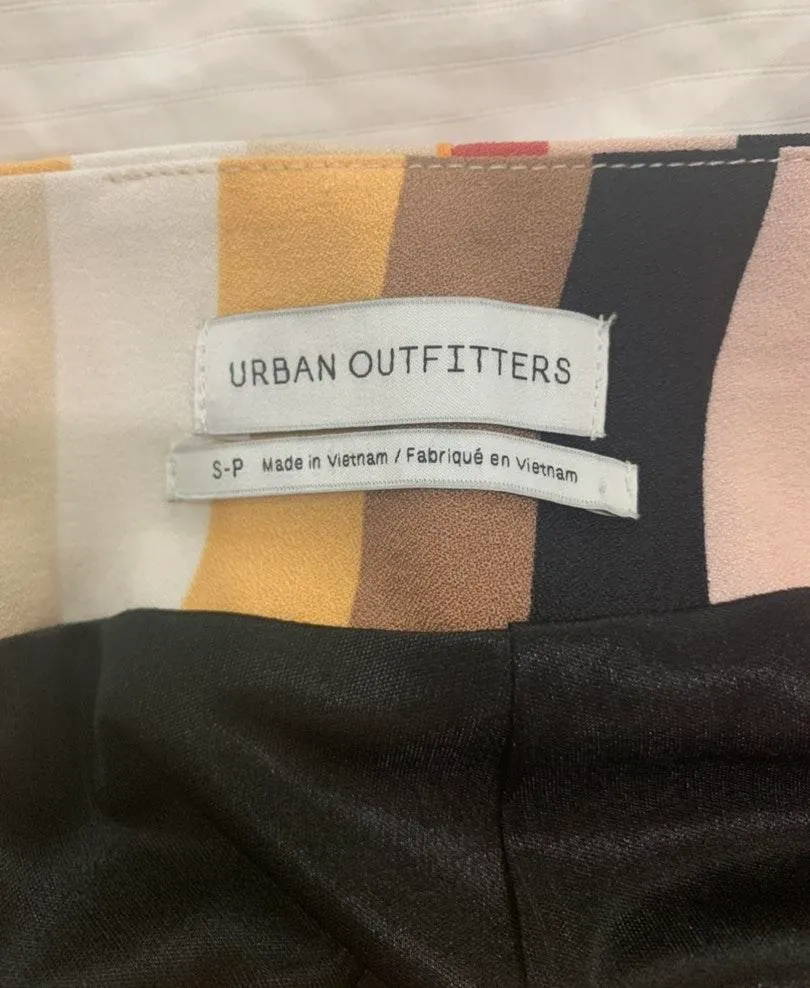 URBAN OUTFITTERS
S-P Made in Vietnam / Fabriqué en Vietnam